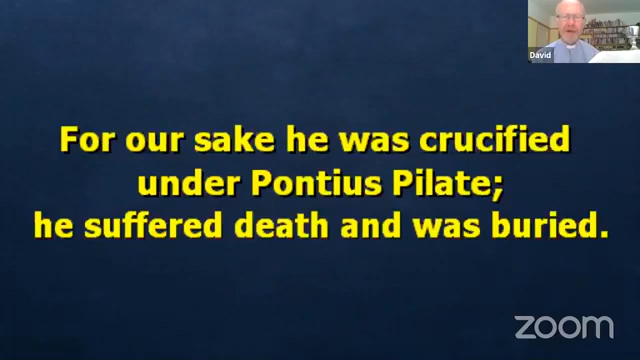 David
For our sake he was crucified
under Pontius Pilate;
he suffered death and was buried.
zoom